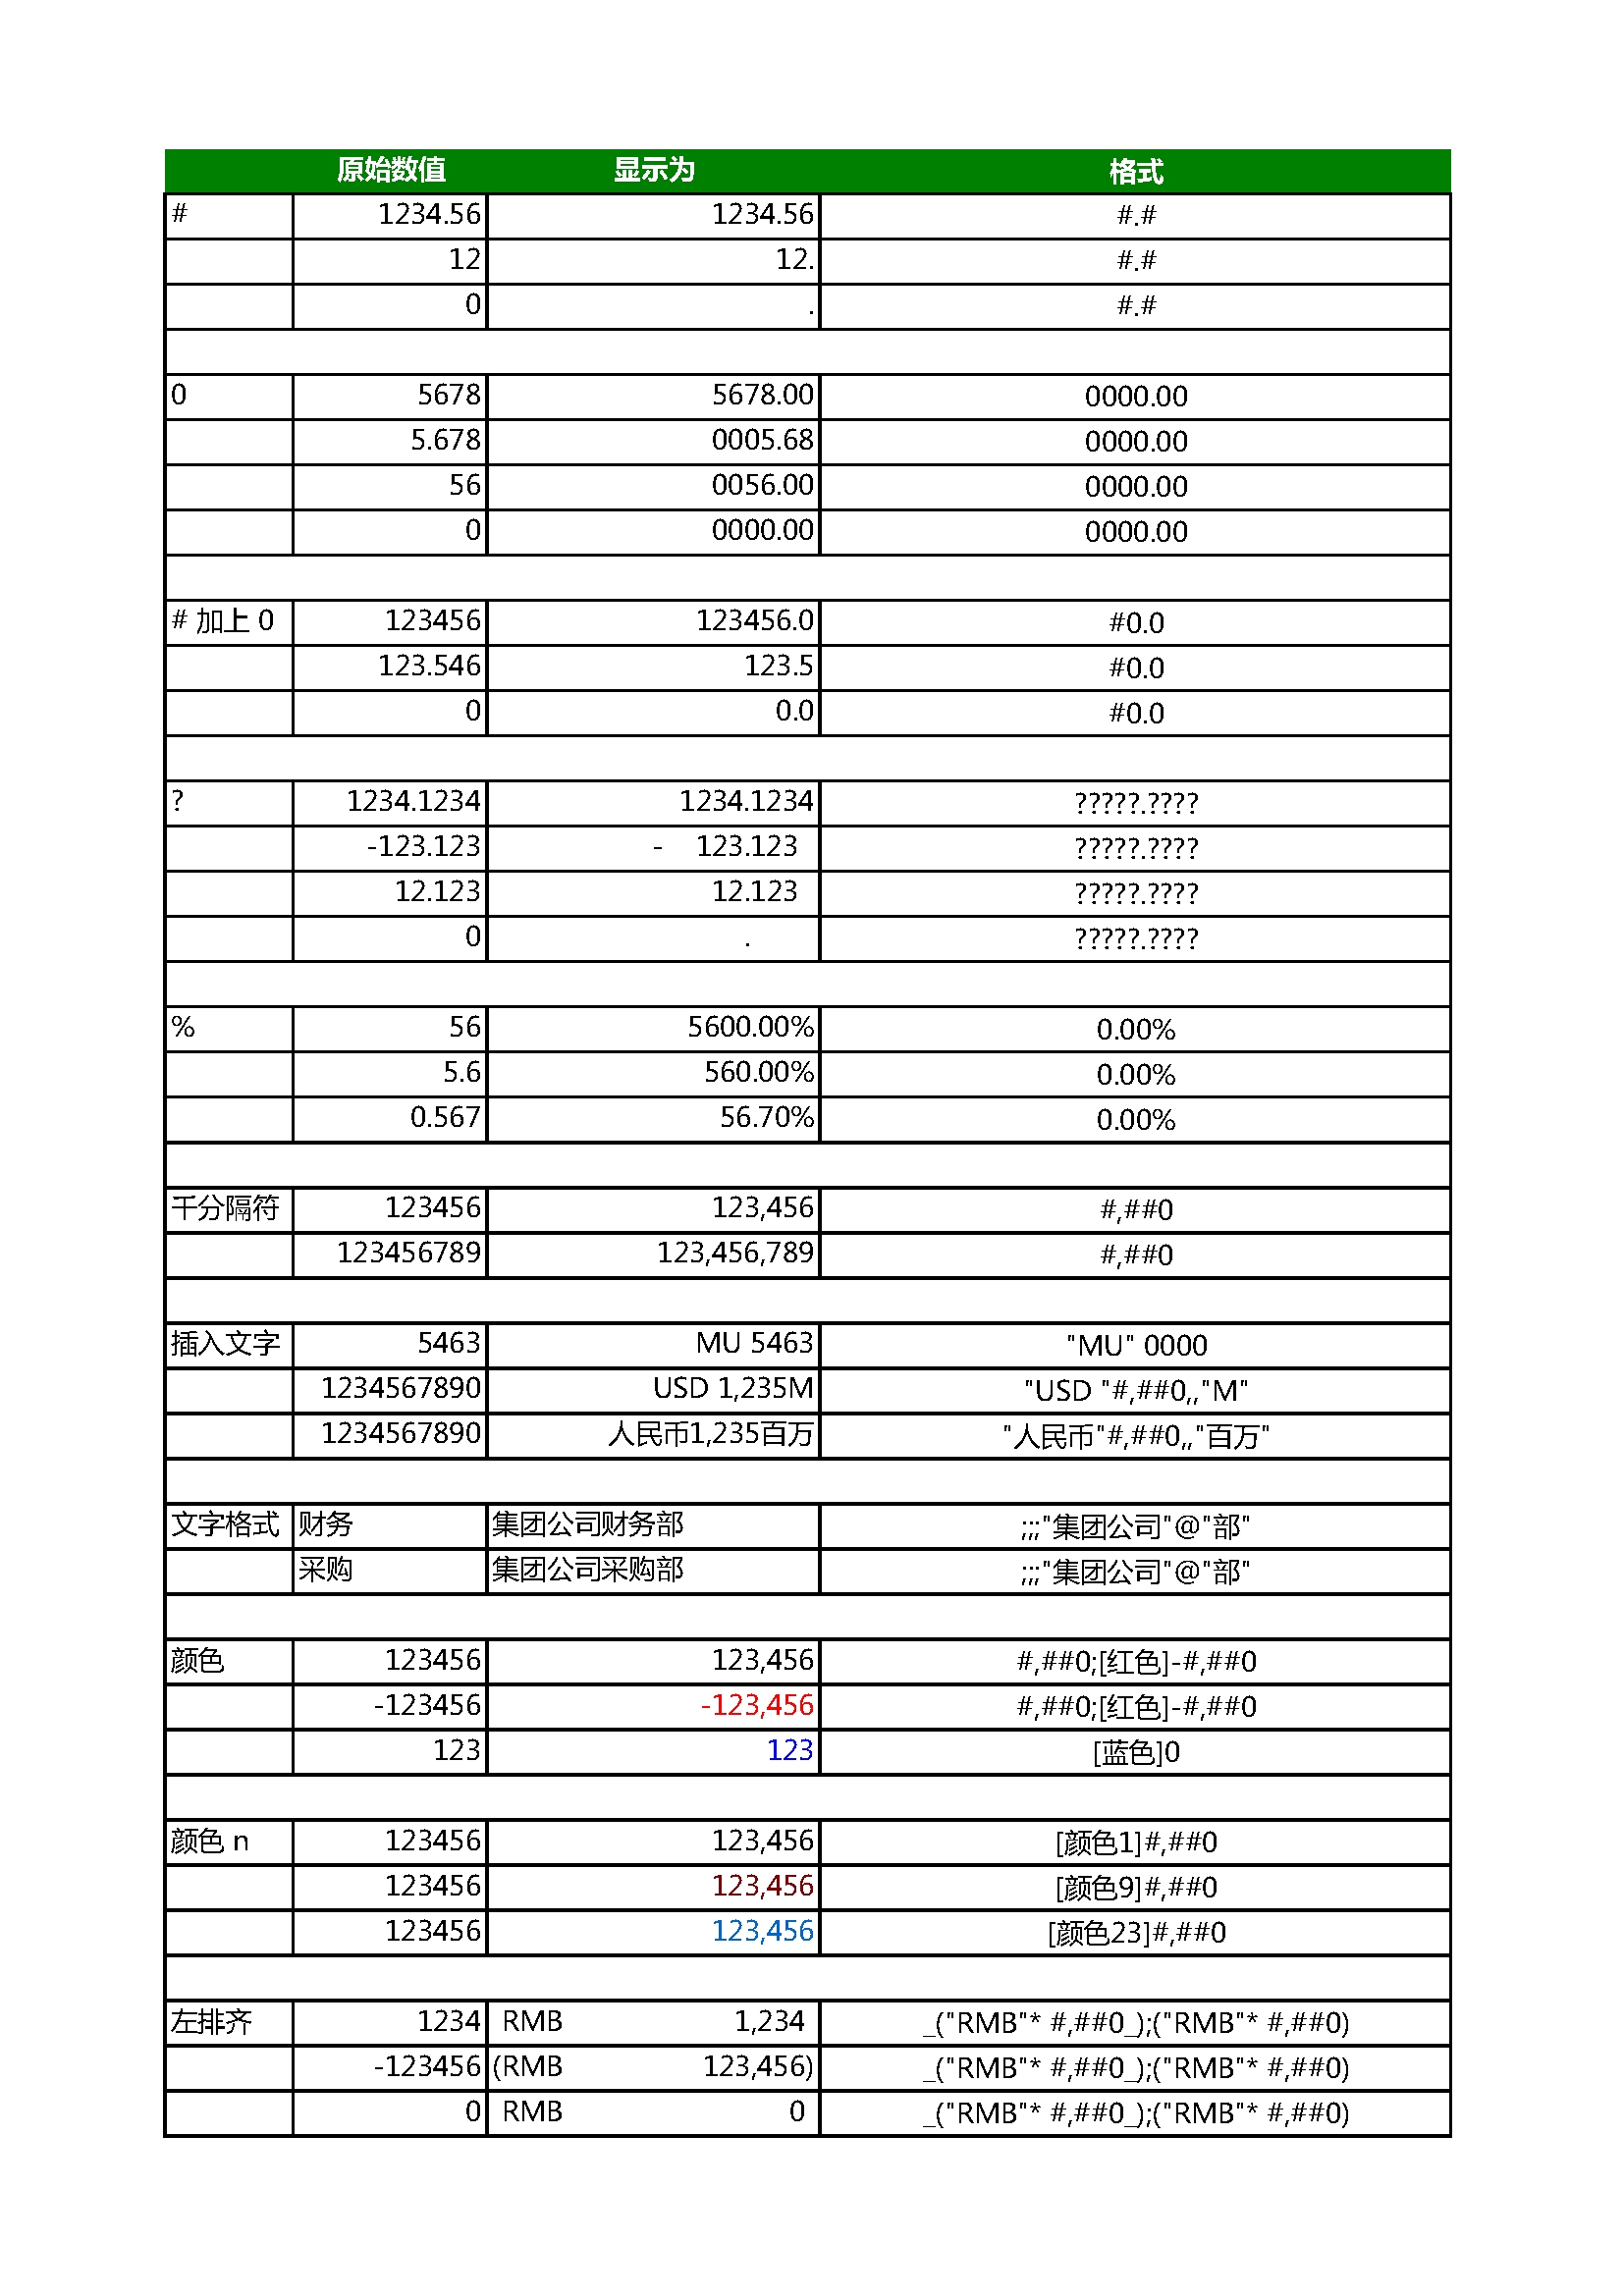 原始数值 显示为 格式
# 1234.56 1234.56 #.#
12 12. #.#
0 . #.#
0 5678 5678.00 0000.00
5.678 0005.68 0000.00
56 0056.00 0000.00
0 0000.00 0000.00
# 加上 0 123456 123456.0 #0.0
123.546 123.5 #0.0
0 0.0 #0.0
? 1234.1234 1234.1234 ?????.????
-123.123 - 123.123 ?????.????
12.123 12.123 ?????.????
0 . ?????.????
% 56 5600.00% 0.00%
5.6 560.00% 0.00%
0.567 56.70% 0.00%
千分隔符 123456 123,456 #,##0
123456789 123,456,789 #,##0
插入文字 5463 MU 5463 "MU" 0000
1234567890 USD 1,235M "USD "#,##0,,"M"
1234567890 人民币1,235百万 "人民币"#,##0,,"百万"
文字格式 财务 集团公司财务部 ;;;"集团公司"@"部"
采购 集团公司采购部 ;;;"集团公司"@"部"
颜色 123456 123,456 #,##0;[红色]-#,##0
-123456 -123,456 #,##0;[红色]-#,##0
123 123 [蓝色]0
颜色 n 123456 123,456 [颜色1]#,##0
123456 123,456 [颜色9]#,##0
123456 123,456 [颜色23]#,##0
左排齐 1234 RMB 1,234 _("RMB"* #,##0_);("RMB"* #,##0)
-123456 (RMB 123,456) _("RMB"* #,##0_);("RMB"* #,##0)
0 RMB 0 _("RMB"* #,##0_);("RMB"* #,##0)